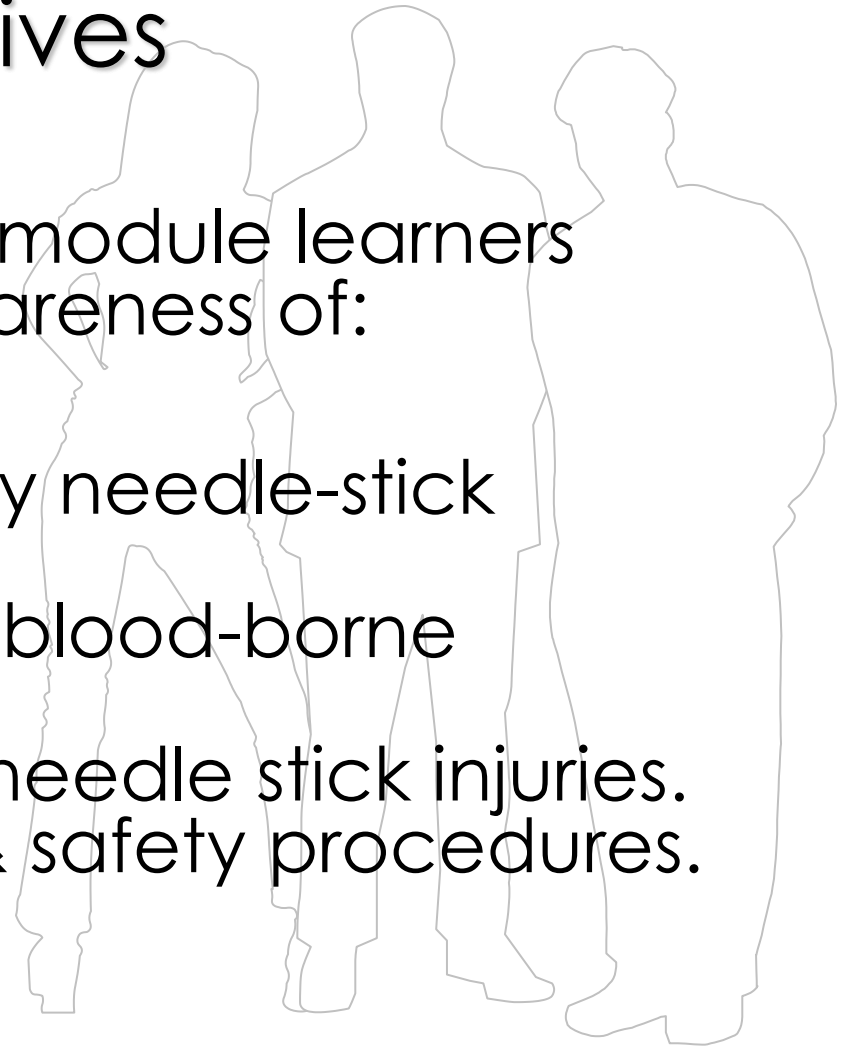 ives
module learners
areness of:
y needle-stick
blood-borne
needle stick injuries.
& safety procedures.